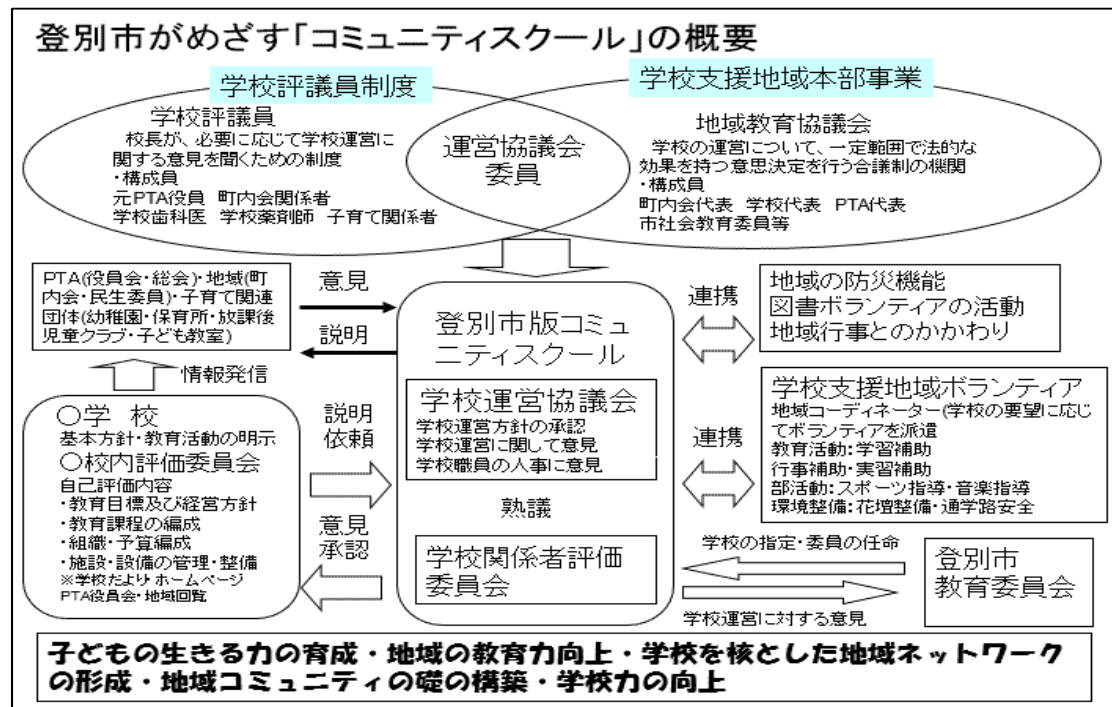 登別市がめざす「コミュニティスクール」の概要
学校評議員制度
学校支援地域本部事業
学校評議員
校長が、必要に応じて学校運営に
関する意見を聞くための制度
・構成員
元PTA役員 町内会関係者
学校歯科医 学校薬剤師 子育て関係者
運営協議会
委員
地域教育協議会
学校の運営について、一定範囲で法的な
効果を持つ意思決定を行う合議制の機関
・構成員
町内会代表 学校代表 PTA代表
市社会教育委員等
PTA(役員会・総会)・地域(町
内会・民生委員)・子育て関連
団体(幼稚園・保育所・放課後
児童クラブ・子ども教室)
意見
説明
情報発信
登別市版コミュ
ニティスクール
連携
地域の防災機能
図書ボランティアの活動
地域行事とのかかわり
○学 校
基本方針・教育活動の明示
○校内評価委員会
自己評価内容
・教育目標及び経営方針
・教育課程の編成
・組織・予算編成
・施設・設備の管理・整備
※学校だより・ホームページ
PTA役員会・地域回覧
説明
依頼
意見
承認
学校運営協議会
学校運営方針の承認
学校運営に関して意見
学校職員の人事に意見
熟議
学校関係者評価
委員会
連携
学校支援地域ボランティア
地域コーディネーター(学校の要望に応じ
てボランティアを派遣
教育活動:学習補助
行事補助・実習補助
部活動:スポーツ指導・音楽指導
環境整備:花壇整備・通学路安全
学校の指定・委員の任命
学校運営に対する意見
登別市
教育委員会
子どもの生きる力の育成・地域の教育力向上・学校を核とした地域ネットワーク
の形成・地域コミュニティの礎の構築・学校力の向上